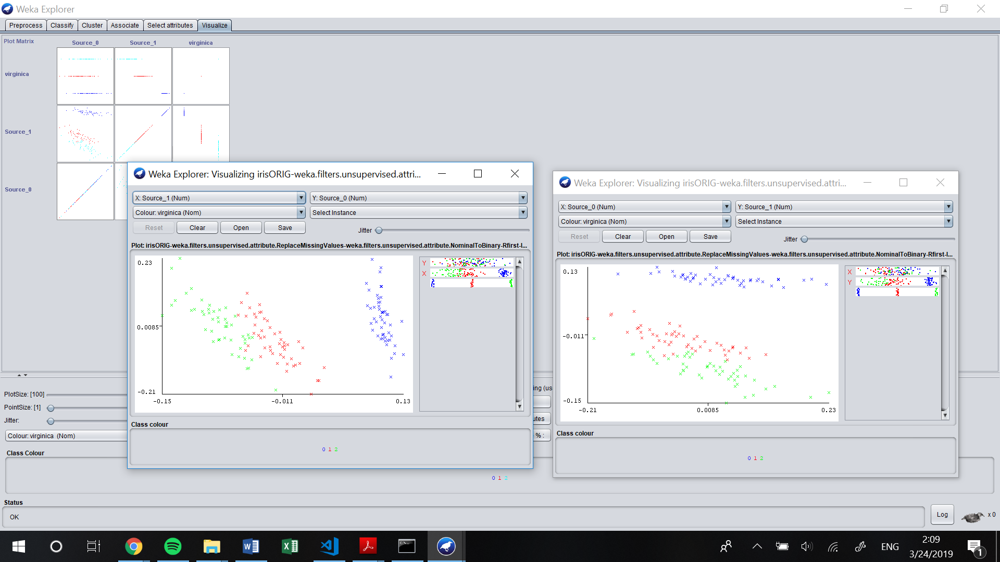 Weka Explorer
Preprocess Classify Cluster Associate Select attributes Visualize
Plot Matrix
Source_0 Source_1 virginica
virginica
Source_1
Source_0
PlotSize: [100]
PointSize: [1]
Jitter:
Colour: virginica (Nom)
ing (us
utes
% :
Class Colour
0 1 2
Status
OK
Log
x 0
Weka Explorer: Visualizing irisORIG-weka.filters.unsupervised.attri...
X: Source_1 (Num) Y: Source_0 (Num)
Colour: virginica (Nom) Select Instance
Reset Clear Open Save Jitter
Plot: irisORIG-weka.filters.unsupervised.attribute.ReplaceMissingValues-weka.filters.unsupervised.attribute.NominalToBinary-Rfirst-l...
0.23
0.0085
-0.21
-0.15 -0.011 0.13
Y
X
Class colour
0 1 2
Weka Explorer: Visualizing irisORIG-weka.filters.unsupervised.attri...
X: Source_0 (Num) Y: Source_1 (Num)
Colour: virginica (Nom) Select Instance
Reset Clear Open Save Jitter
Plot: irisORIG-weka.filters.unsupervised.attribute.ReplaceMissingValues-weka.filters.unsupervised.attribute.NominalToBinary-Rfirst-l...
0.13
-0.011
-0.15
-0.21 0.0085 0.23
X
Y
Class colour
0 1 2
ENG
2:09
3/24/2019
1